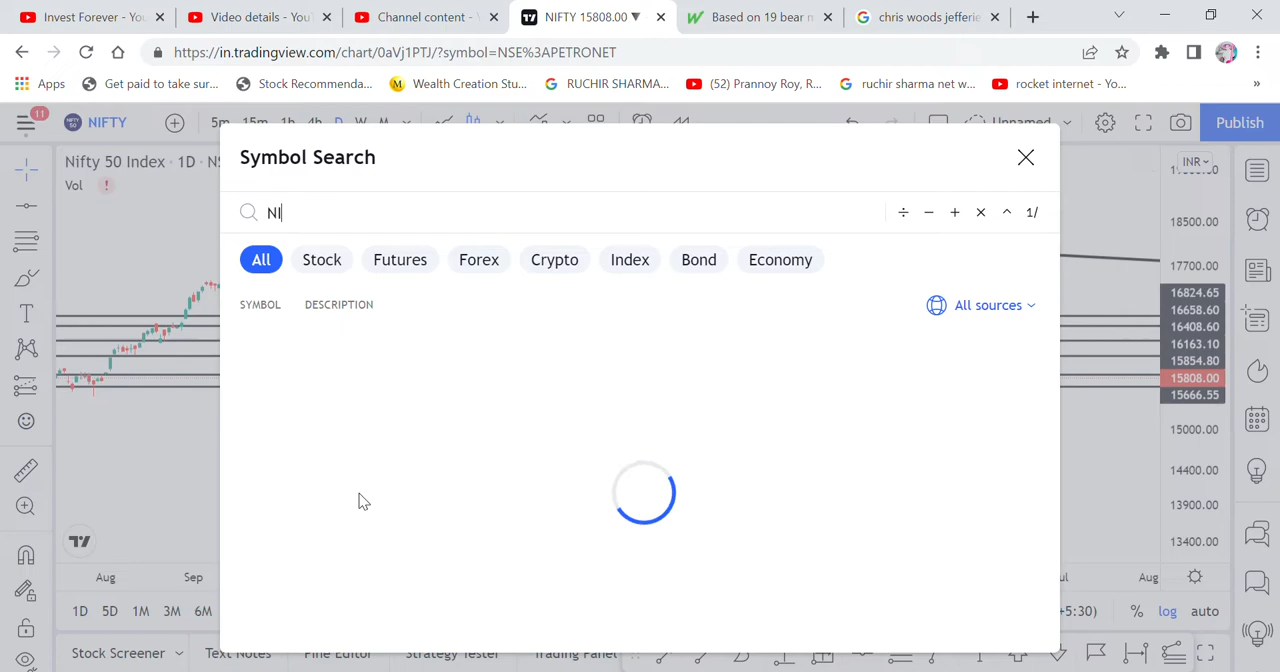 Invest Forever - You
Video details - YouT
Channel content - Y
NIFTY 15808.00 ▼
Based on 19 bear m
chris woods jefferie
https://in.tradingview.com/chart/0aVj1PTJ/?symbol=NSE%3APETRONET
Apps
Get paid to take sur...
Stock Recommenda...
Wealth Creation Stu...
RUCHIR SHARMA...
(52) Prannoy Roy, R...
ruchir sharma net w...
rocket internet - Yo...
»
11
NIFTY
5m 15m 1h 4h D W M
Unnamed
Publish
Nifty 50 Index · 1D · NS
Vol
!
Symbol Search
NI
÷ − + × ^ 1/
All
Stock
Futures
Forex
Crypto
Index
Bond
Economy
SYMBOL
DESCRIPTION
All sources
INR
18500.00
17700.00
16824.65
16658.60
16408.60
16163.10
15854.80
15808.00
15666.55
15000.00
14400.00
13900.00
13400.00
Aug
Sep
Aug
1D 5D 1M 3M 6M
+5:30)
% log auto
Stock Screener
Text Notes
Pine Editor
Strategy Tester
Trading Panel